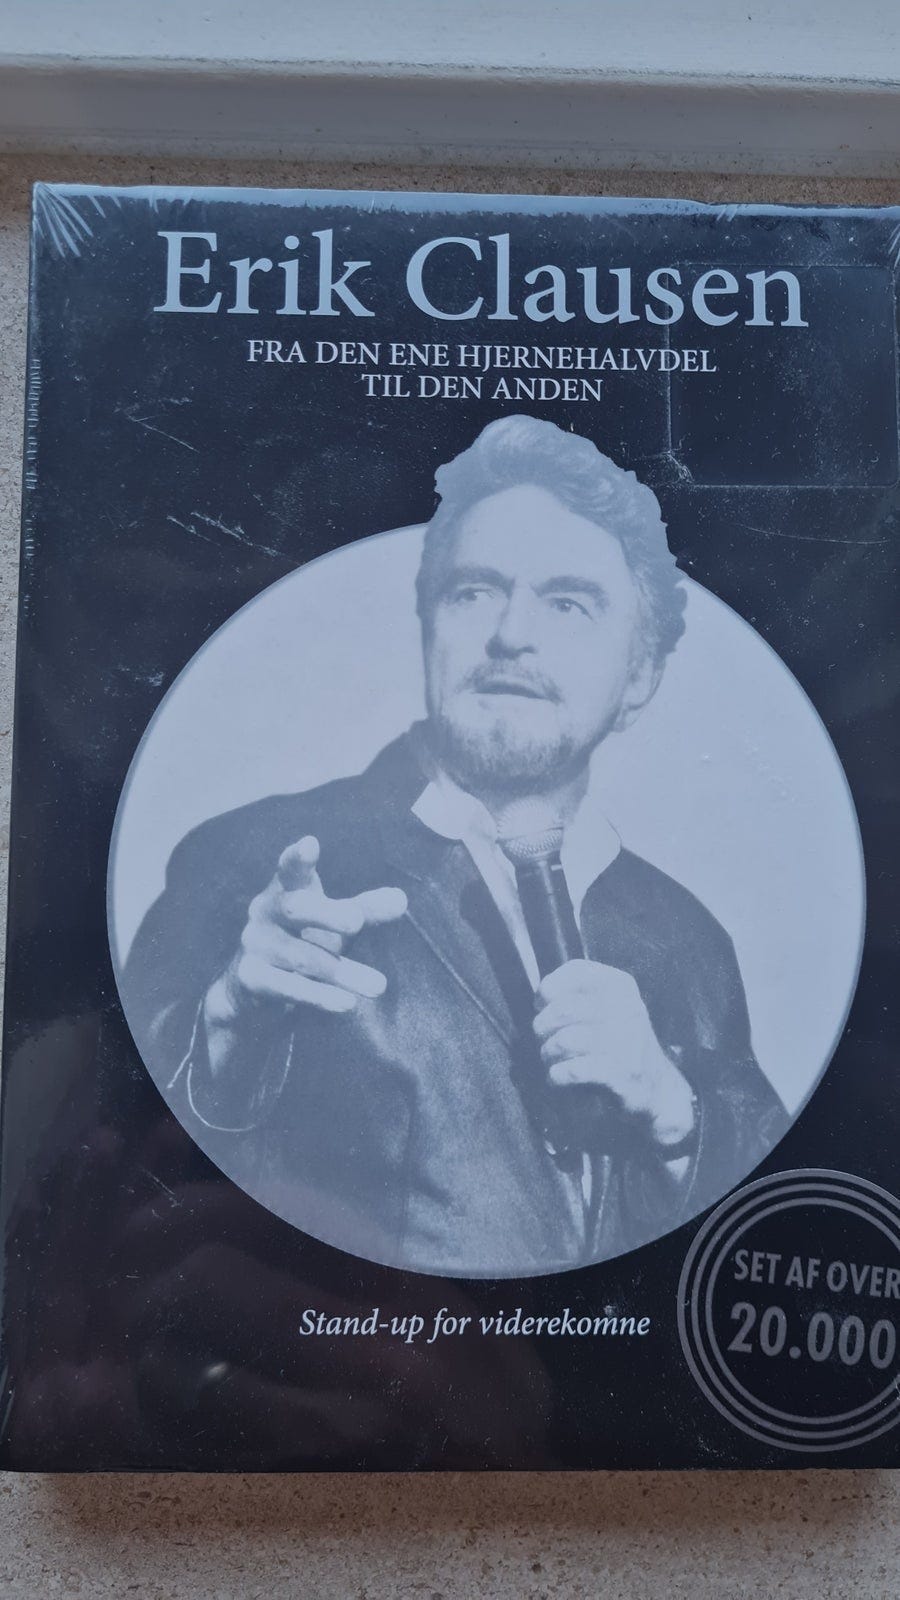 Erik Clausen
FRA DEN ENE HJERNEHALVDEL
TIL DEN ANDEN
Stand-up for viderekomne
SET AF OVER
20.000